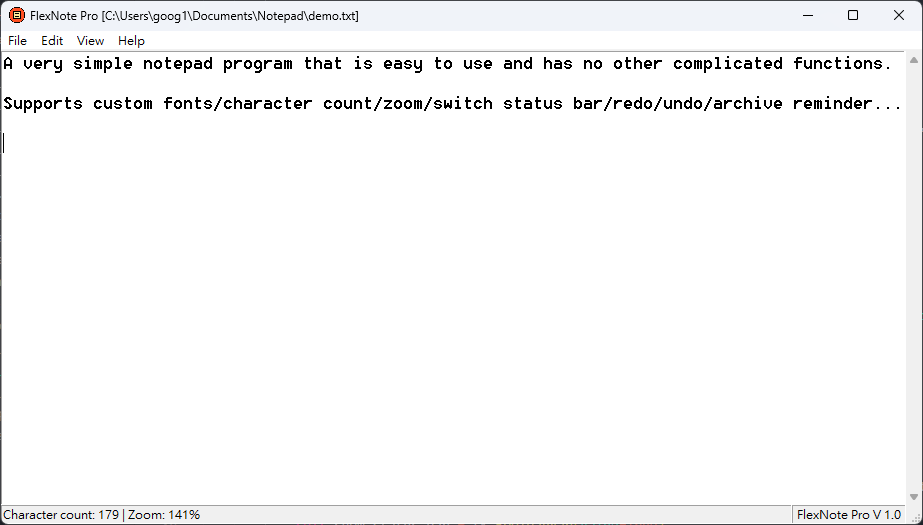 FlexNote Pro [C:\Users\goog1\Documents\Notepad\demo.txt]
File Edit View Help
A very simple notepad program that is easy to use and has no other complicated functions.
Supports custom fonts/character count/zoom/switch status bar/redo/undo/archive reminder...
Character count: 179 | Zoom: 141% FlexNote Pro V 1.0